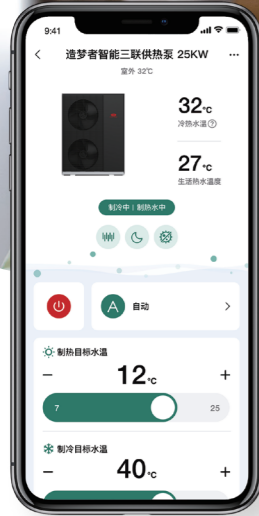 9:41
造梦者智能三联供热泵 25KW
室外 32℃
32℃
冷热水温?
27℃
生活热水温度
制冷中 | 制热水中
A 自动
制热目标水温
− 12℃ +
7 25
制冷目标水温
− 40℃ +